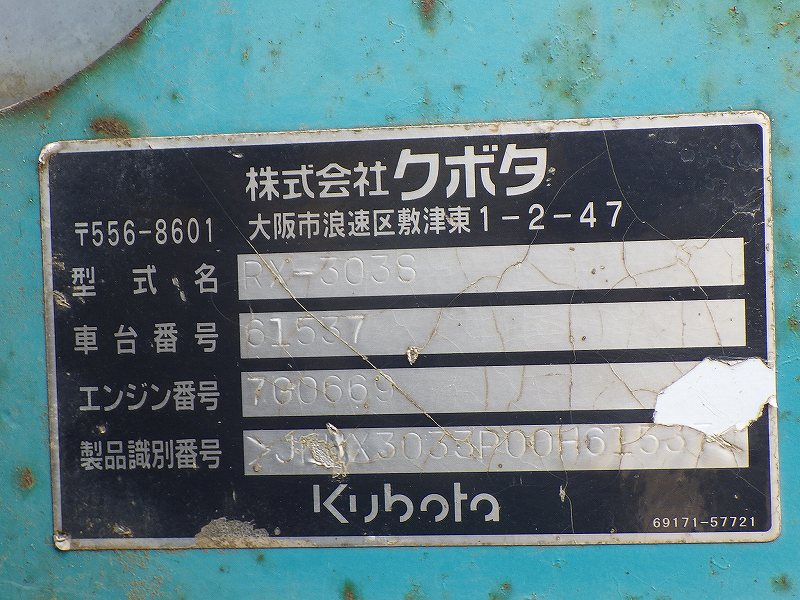 株式会社クボタ
〒556-8601 大阪市浪速区敷津東1-2-47
型式名 RX-303S
車台番号 61537
エンジン番号 7G0669
製品識別番号
Kubota
69171-57721